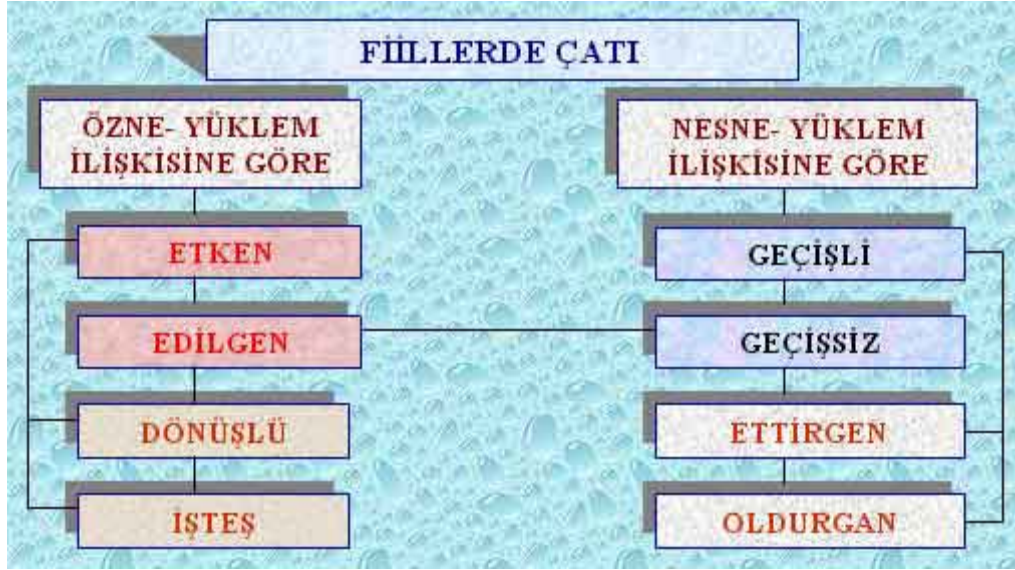 FİİLLERDE ÇATI
ÖZNE- YÜKLEM
İLİŞKİSİNE GÖRE
ETKEN
EDİLGEN
DÖNÜŞLÜ
İŞTEŞ
NESNE- YÜKLEM
İLİŞKİSİNE GÖRE
GEÇİŞLİ
GEÇİŞSİZ
ETTİRGEN
OLDURGAN